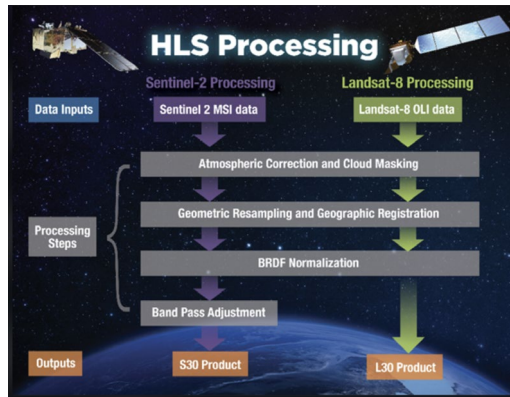 HLS Processing
Sentinel-2 Processing
Landsat-8 Processing
Data Inputs
Sentinel 2 MSI data
Landsat-8 OLI data
Atmospheric Correction and Cloud Masking
Geometric Resampling and Geographic Registration
Processing
Steps
BRDF Normalization
Band Pass Adjustment
Outputs
S30 Product
L30 Product